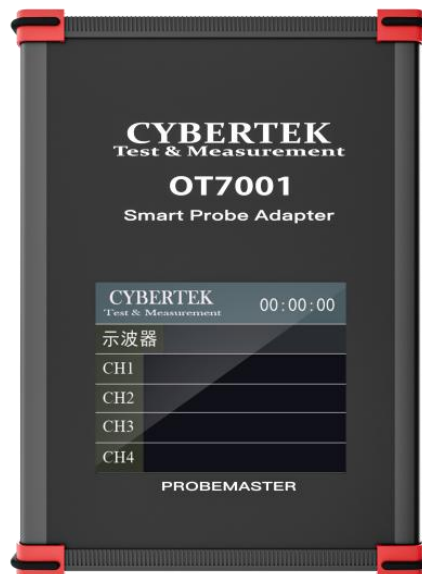 CYBERTEK
Test & Measurement
OT7001
Smart Probe Adapter
CYBERTEK
Test & Measurement
00:00:00
示波器
CH1
CH2
CH3
CH4
PROBEMASTER